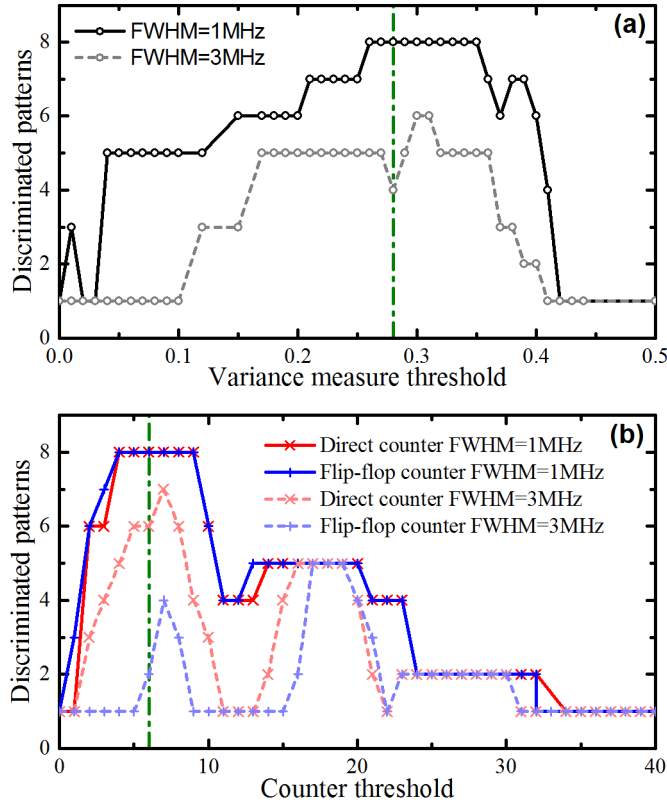 (a)
FWHM=1MHz
FWHM=3MHz
Discriminated patterns
8
6
4
2
0
0.0 0.1 0.2 0.3 0.4 0.5
Variance measure threshold
(b)
Direct counter FWHM=1MHz
Flip-flop counter FWHM=1MHz
Direct counter FWHM=3MHz
Flip-flop counter FWHM=3MHz
Discriminated patterns
8
6
4
2
0
0 10 20 30 40
Counter threshold